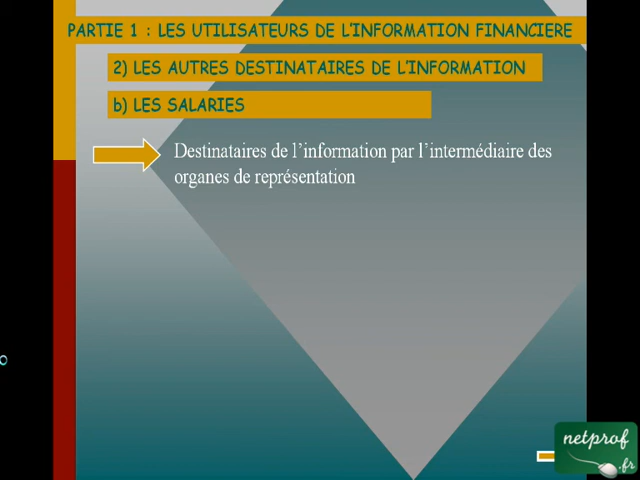 PARTIE 1 : LES UTILISATEURS DE L'INFORMATION FINANCIERE
2) LES AUTRES DESTINATAIRES DE L'INFORMATION
b) LES SALARIES
Destinataires de l'information par l'intermédiaire des
organes de représentation
netprof
.fr